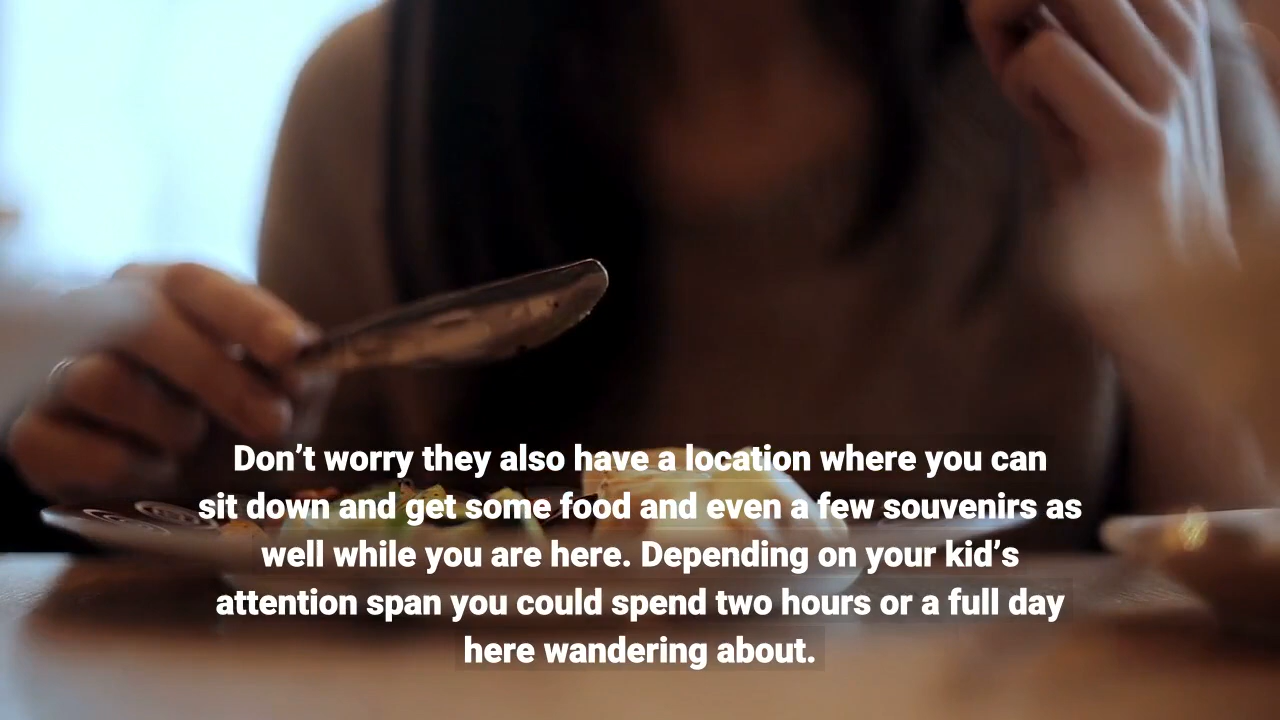 Don’t worry they also have a location where you can
sit down and get some food and even a few souvenirs as
well while you are here. Depending on your kid’s
attention span you could spend two hours or a full day
here wandering about.